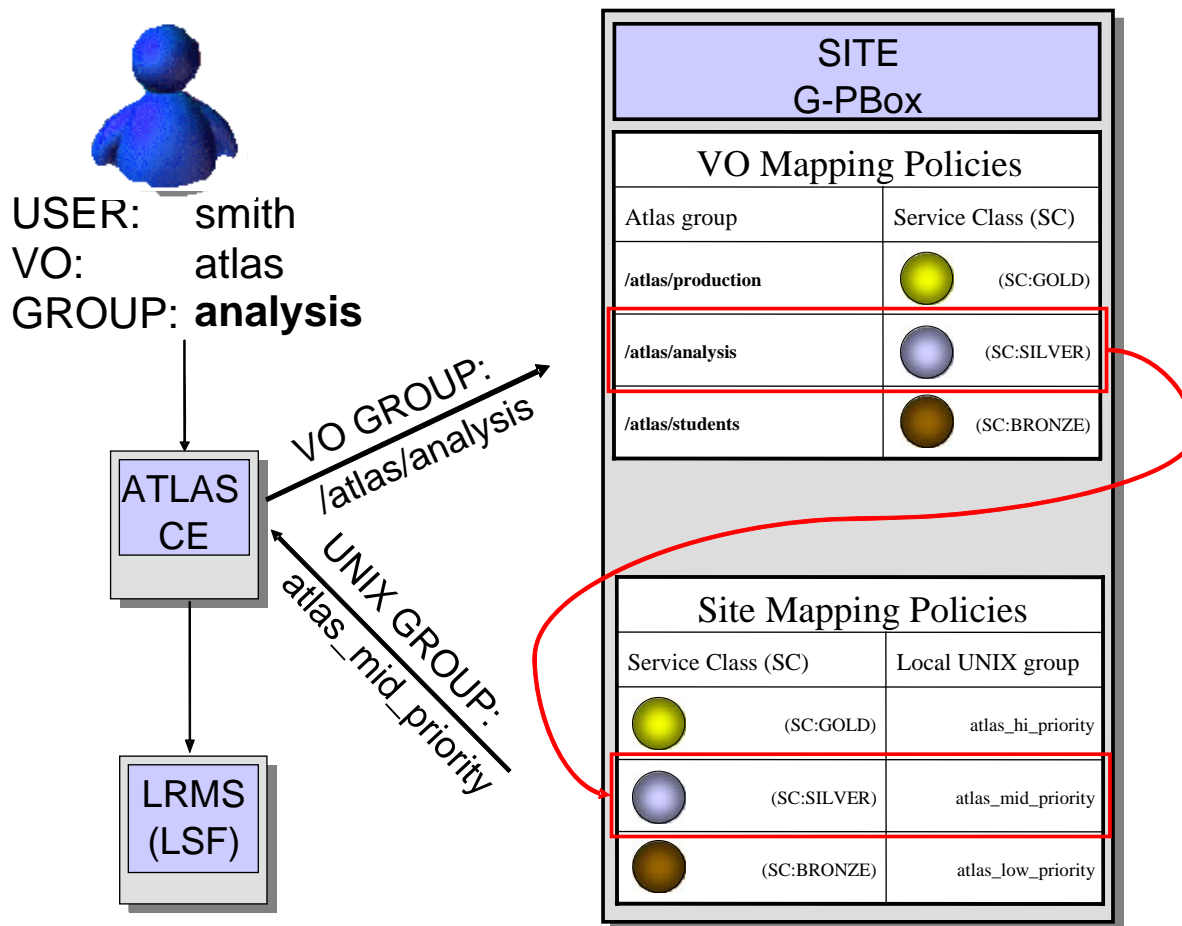 USER: smith
VO: atlas
GROUP: analysis
ATLAS
CE
LRMS
(LSF)
VO GROUP:
/atlas/analysis
UNIX GROUP:
atlas_mid_priority
SITE
G-PBox
VO Mapping Policies
Atlas group Service Class (SC)
/atlas/production (SC:GOLD)
/atlas/analysis (SC:SILVER)
/atlas/students (SC:BRONZE)
Site Mapping Policies
Service Class (SC) Local UNIX group
(SC:GOLD) atlas_hi_priority
(SC:SILVER) atlas_mid_priority
(SC:BRONZE) atlas_low_priority